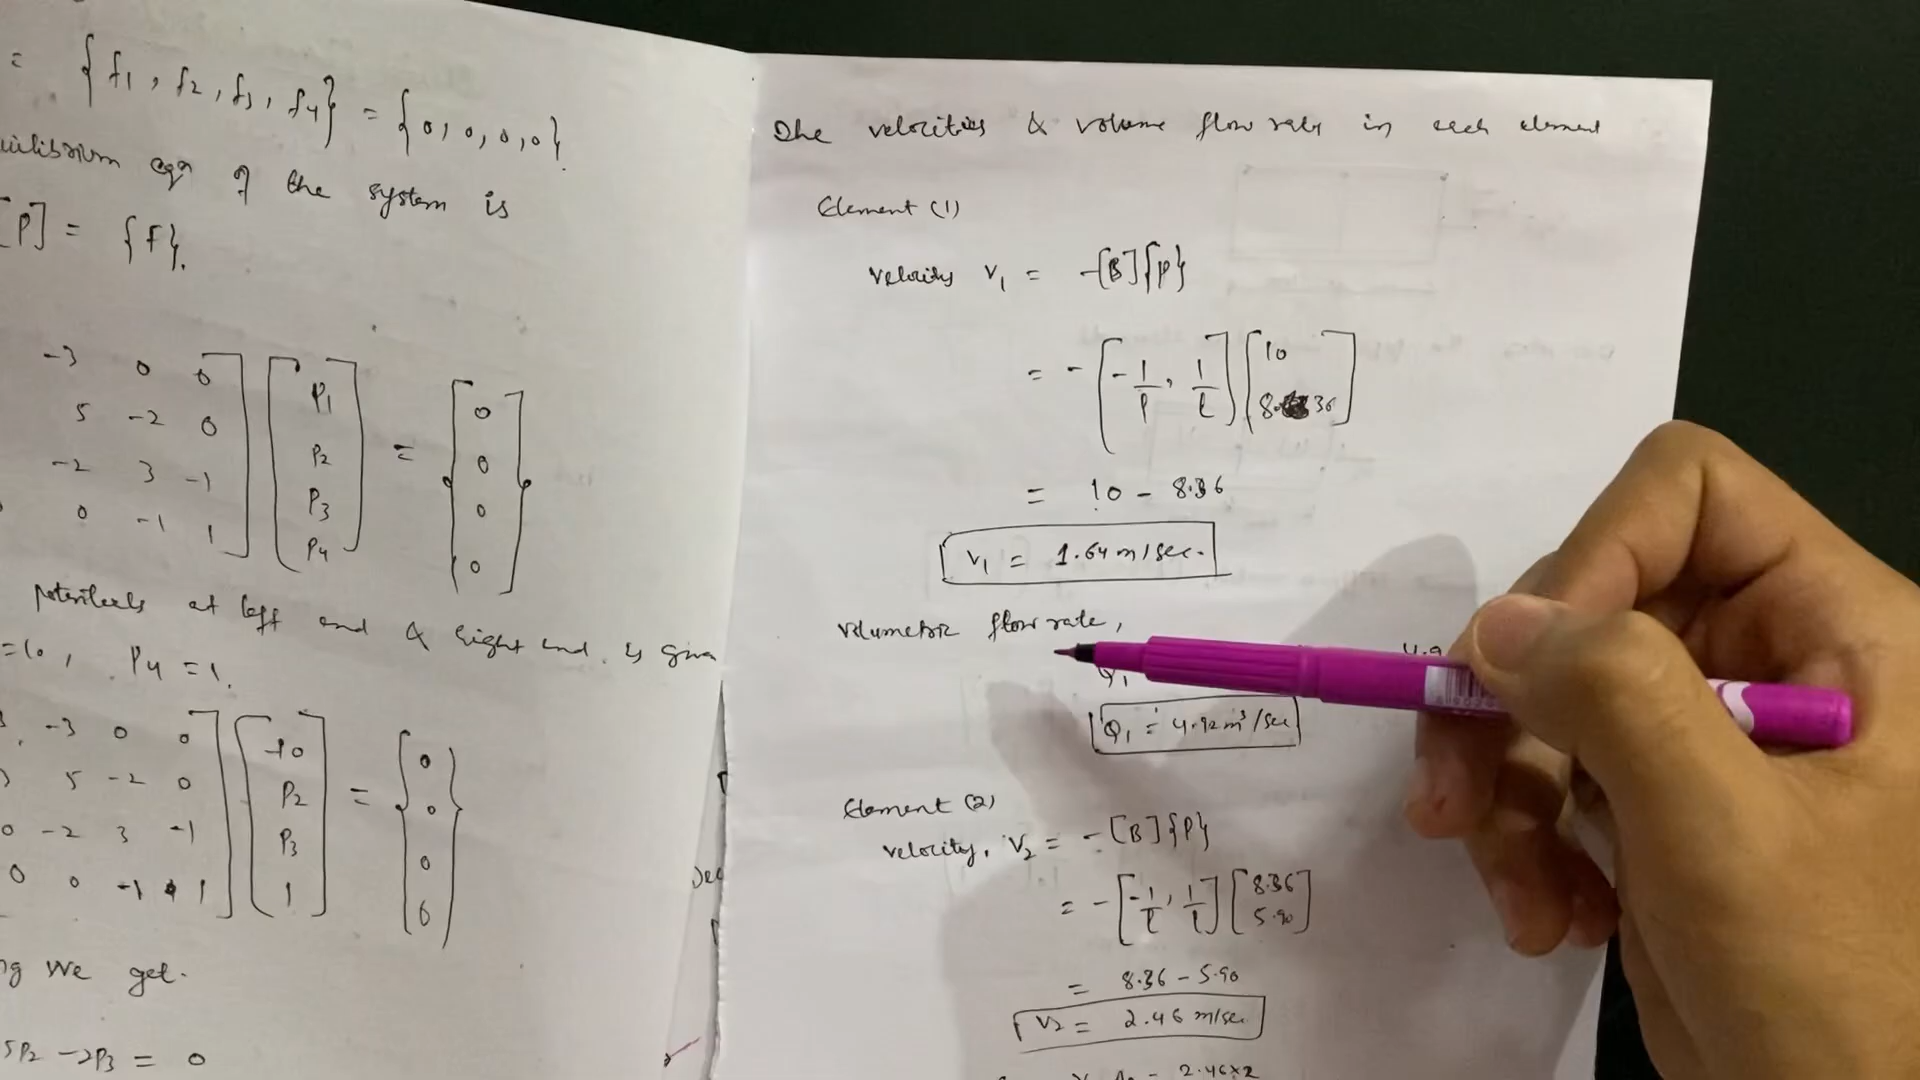 = {f1, f2, f3, f4} = {0, 0, 0, 0}.
eqn of the system is
[P] = {F}.
-3 0 0
5 -2 0
-2 3 -1
0 -1 1
P1
P2
P3
P4
=
0
0
0
0
potentials at left end & right end. is given
=10, P4 = 1.
-3 0 0
5 -2 0
0 -2 3 -1
0 0 -1 1
10
P2
P3
1
=
0
0
0
0
we get.
5P2 - 2P3 = 0
The velocities & volume flow rate in each element
Element (1)
velocity V1 = -[B]{P}
= - [-1/l, 1/l] [10
8.36]
= 10 - 8.36
V1 = 1.64 m/sec.
Volumetric flow rate,
Q1
Q1 = 4.92 m³/sec
Element (2)
velocity, V2 = -[B]{P}
= - [-1/l, 1/l] [8.36
5.90]
= 8.36 - 5.90
V2 = 2.46 m/sec
2.46x2